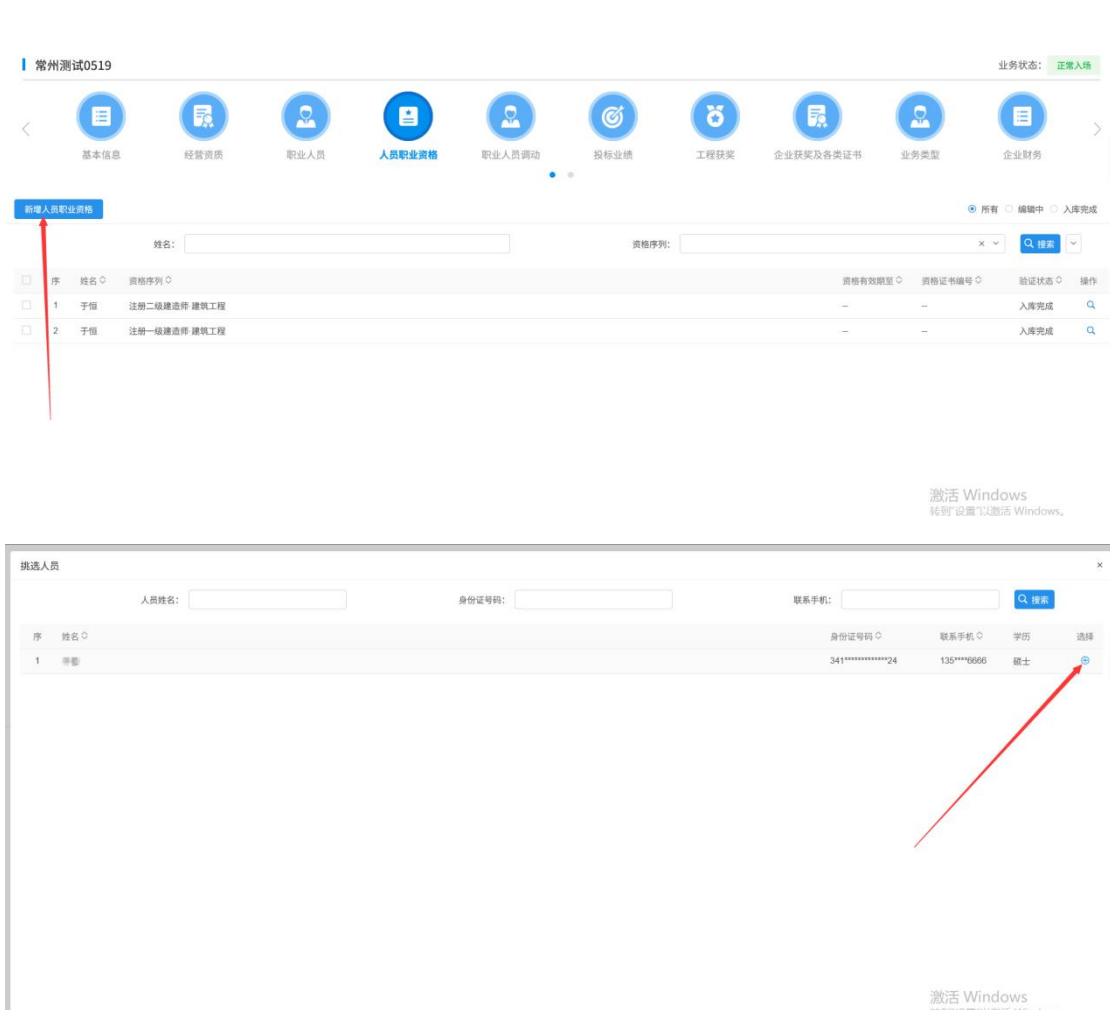 常州测试0519
业务状态： 正常入场
基本信息 经营资质 职业人员 人员职业资格 职业人员调动 投标业绩 工程获奖 企业获奖及各类证书 业务类型 企业财务
新增人员职业资格 所有 编辑中 入库完成
姓名： 资格序列： 搜索
序 姓名 资格序列 资格有效期至 资格证书编号 验证状态 操作
1 于恒 注册二级建造师·建筑工程 -- -- 入库完成
2 于恒 注册一级建造师·建筑工程 -- -- 入库完成
激活 Windows
转到"设置"以激活 Windows。
挑选人员 ×
人员姓名： 身份证号码： 联系手机： 搜索
序 姓名 身份证号码 联系手机 学历 选择
1 341*************24 135****6666 硕士
激活 Windows